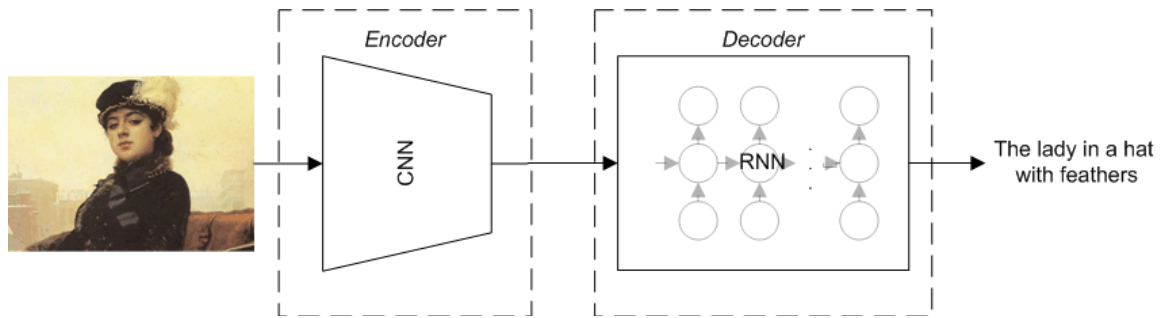 Encoder
Decoder
CNN
RNN
The lady in a hat
with feathers